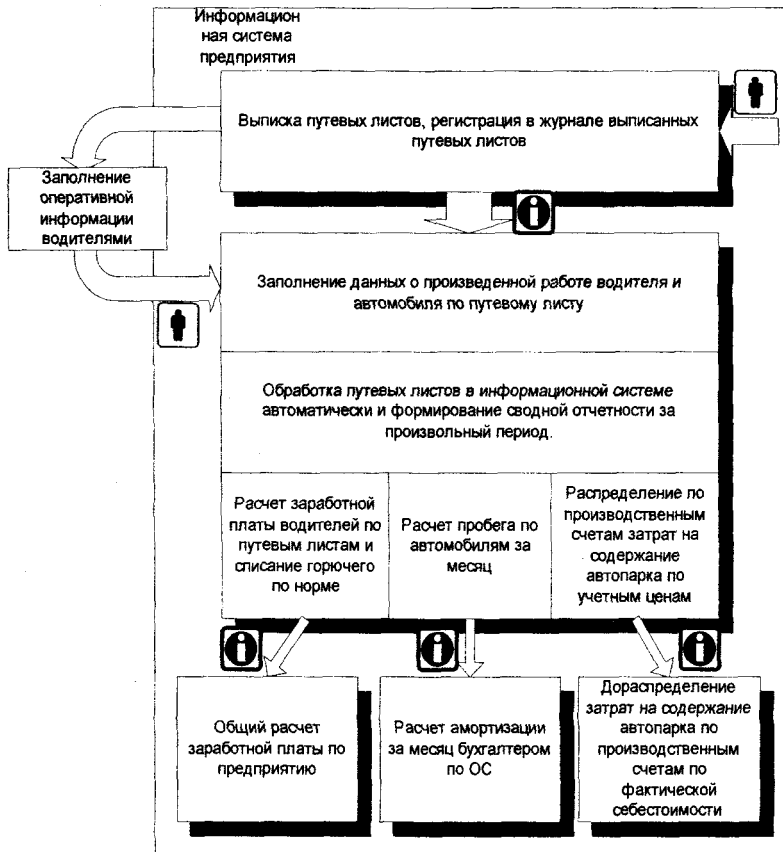 Информацион
ная система
предприятия
Выписка путевых листов, регистрация в журнале выписанных
путевых листов
Заполнение
оперативной
информации
водителями
Заполнение данных о произведенной работе водителя и
автомобиля по путевому листу
Обработка путевых листов в информационной системе
автоматически и формирование сводной отчетности за
произвольный период.
Расчет заработной
платы водителей по
путевым листам и
списание горючего
по норме
Расчет пробега по
автомобилям за
месяц
Распределение по
производственным
счетам затрат на
содержание
автопарка по
учетным ценам
Общий расчет
заработной платы по
предприятию
Расчет амортизации
за месяц бухгалтером
по ОС
Дораспределение
затрат на содержание
автопарка по
производственным
счетам по
фактической
себестоимости